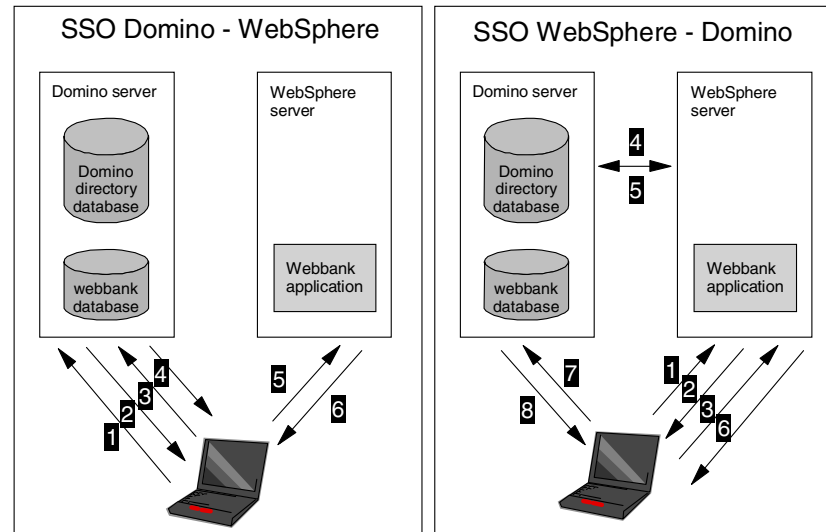 SSO Domino - WebSphere
Domino server
Domino
directory
database
webbank
database
WebSphere
server
Webbank
application
1
2
3
4
5
6
SSO WebSphere - Domino
Domino server
Domino
directory
database
webbank
database
WebSphere
server
Webbank
application
4
5
7
8
1
2
3
6